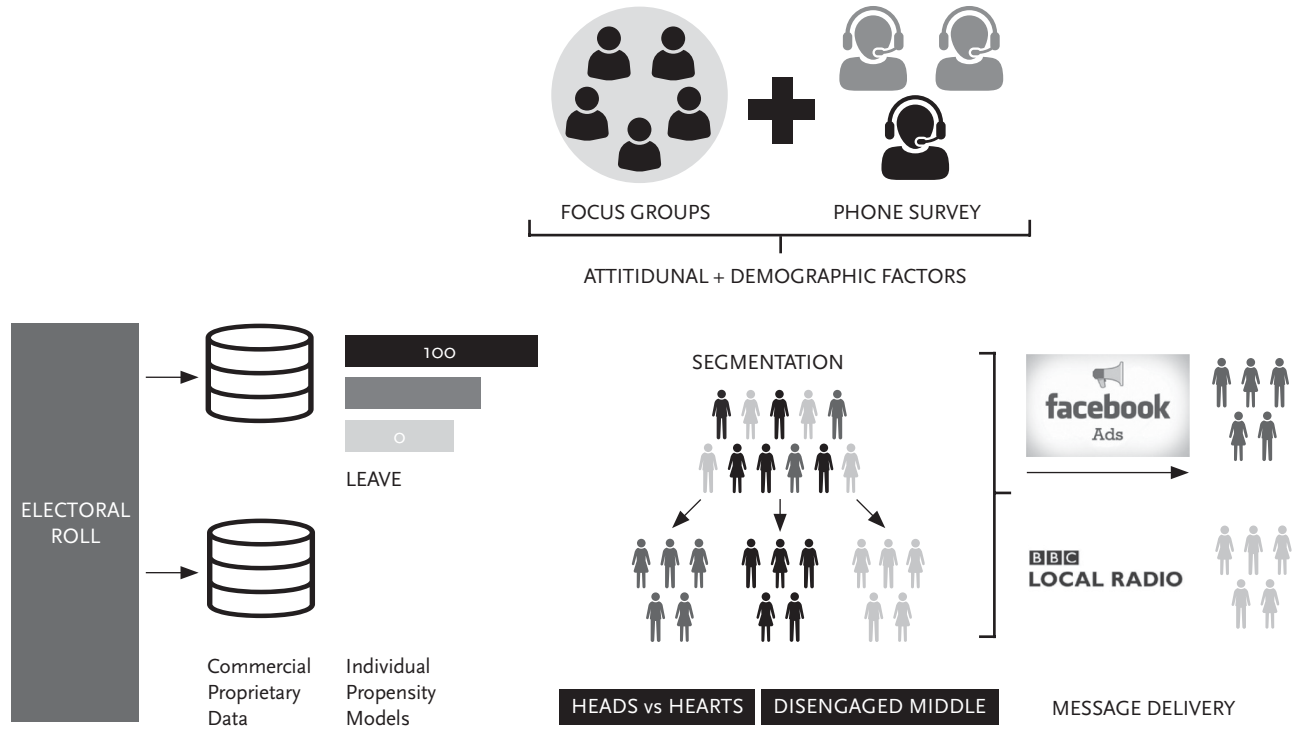 FOCUS GROUPS
PHONE SURVEY
ATTITIDUNAL + DEMOGRAPHIC FACTORS
ELECTORAL
ROLL
100
0
LEAVE
Commercial
Proprietary
Data
Individual
Propensity
Models
SEGMENTATION
HEADS vs HEARTS
DISENGAGED MIDDLE
facebook
Ads
BBC
LOCAL RADIO
MESSAGE DELIVERY